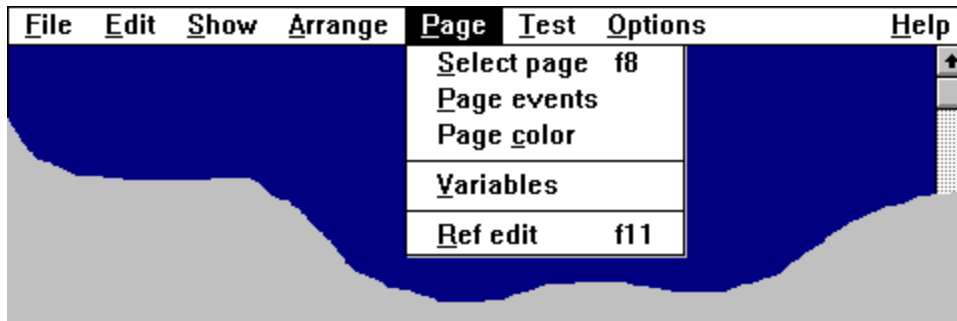 File Edit Show Arrange Page Test Options Help
Select page f8
Page events
Page color
Variables
Ref edit f11